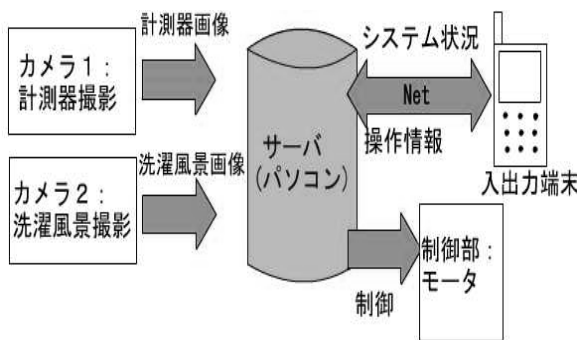 カメラ1：
計測器撮影
計測器画像
カメラ2：
洗濯風景撮影
洗濯風景画像
サーバ
(パソコン)
システム状況
Net
操作情報
入出力端末
制御
制御部：
モータ